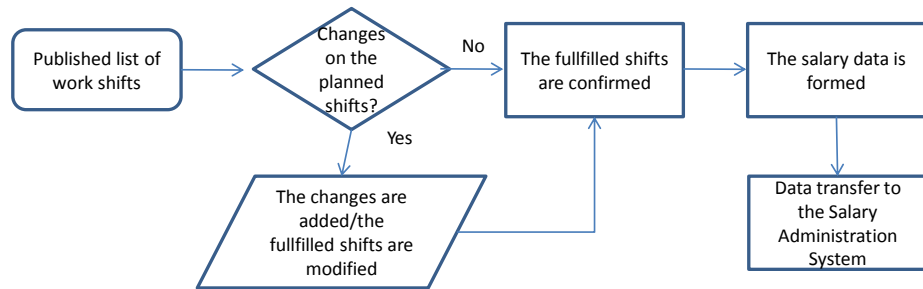 Published list of
work shifts
Changes
on the
planned
shifts?
No
Yes
The fullfilled shifts
are confirmed
The salary data is
formed
The changes are
added/the
fullfilled shifts are
modified
Data transfer to
the Salary
Administration
System